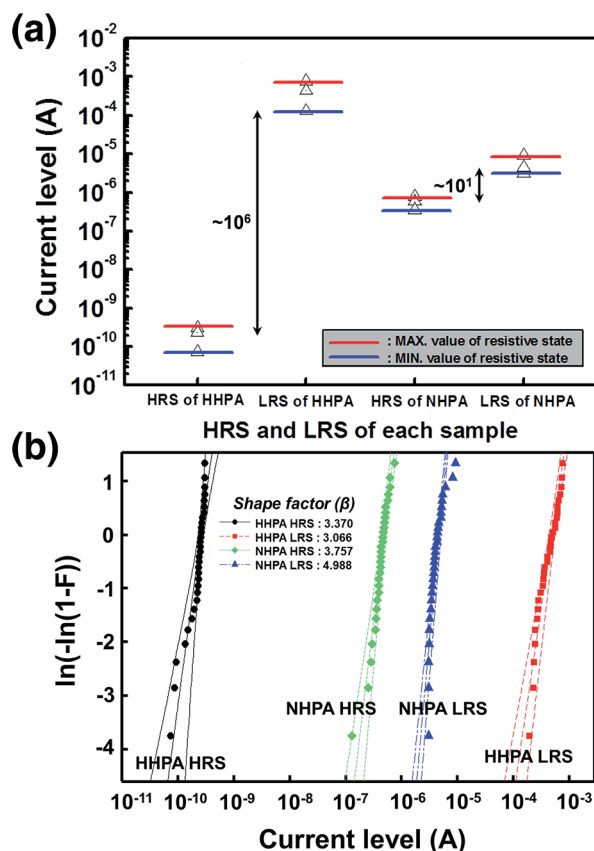 (a)
10⁻²
10⁻³
10⁻⁴
10⁻⁵
10⁻⁶
10⁻⁷
10⁻⁸
10⁻⁹
10⁻¹⁰
10⁻¹¹
Current level (A)
~10⁶
~10¹
: MAX. value of resistive state
: MIN. value of resistive state
HRS of HHPA LRS of HHPA HRS of NHPA LRS of NHPA
HRS and LRS of each sample
(b)
1
0
-1
-2
-3
-4
ln(-ln(1-F))
Shape factor (β)
HHPA HRS : 3.370
HHPA LRS : 3.066
NHPA HRS : 3.757
NHPA LRS : 4.988
NHPA HRS NHPA LRS
HHPA HRS HHPA LRS
10⁻¹¹ 10⁻¹⁰ 10⁻⁹ 10⁻⁸ 10⁻⁷ 10⁻⁶ 10⁻⁵ 10⁻⁴ 10⁻³
Current level (A)